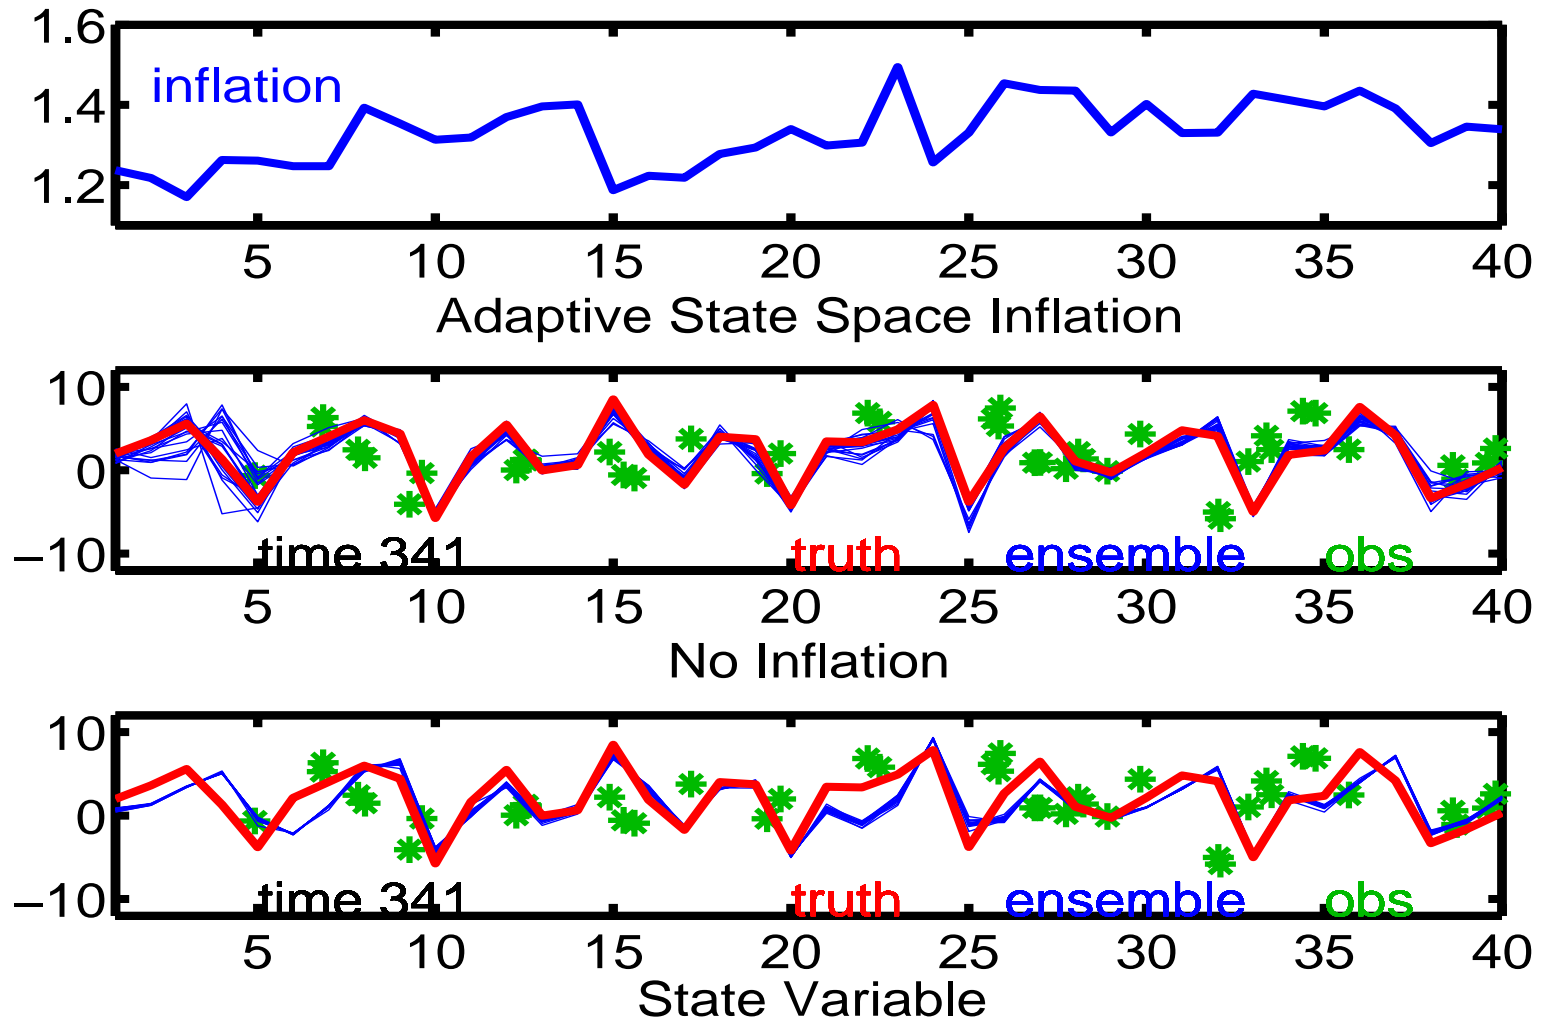 1.6
inflation
1.4
1.2
5 10 15 20 25 30 35 40
Adaptive State Space Inflation
10
0
−10
time 341 truth ensemble obs
5 10 15 20 25 30 35 40
No Inflation
10
0
−10
time 341 truth ensemble obs
5 10 15 20 25 30 35 40
State Variable